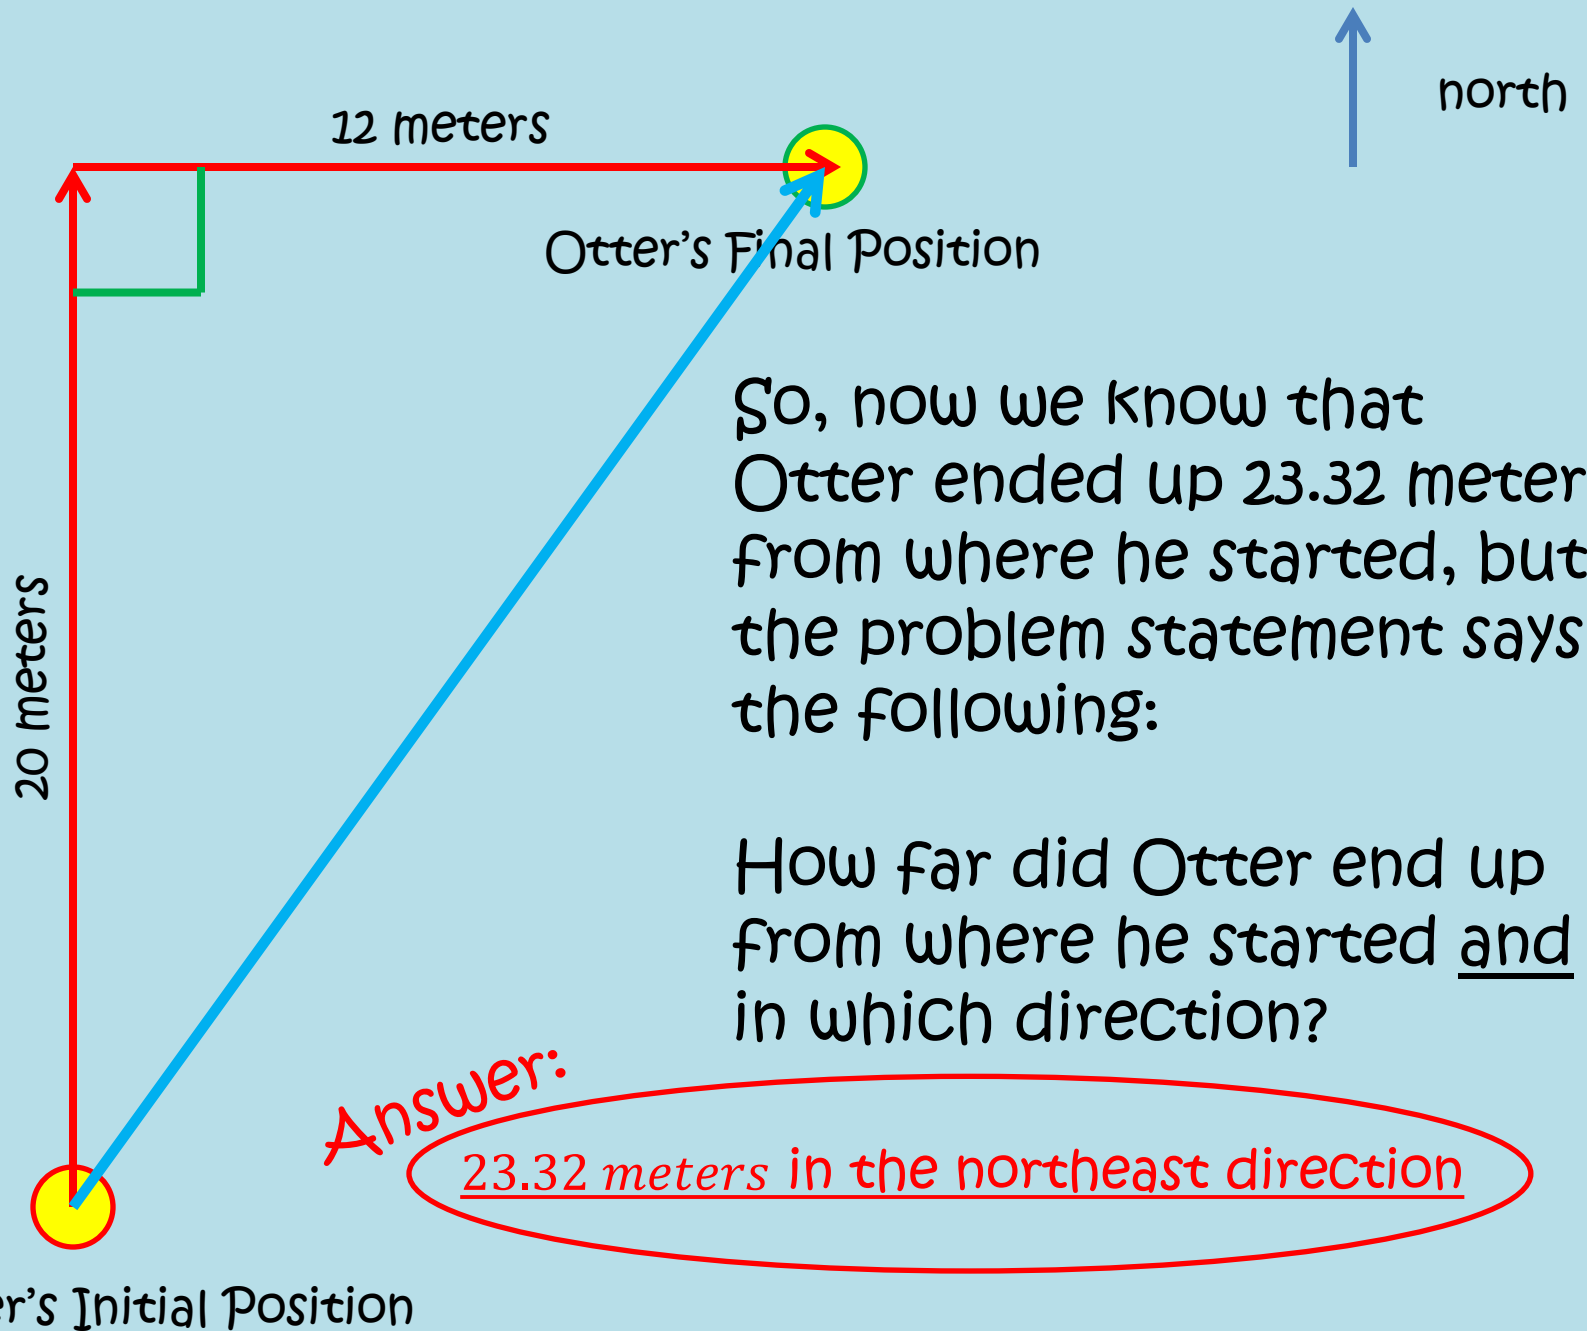 north
12 meters
Otter's Final Position
20 meters
So, now we know that
Otter ended up 23.32 meter
from where he started, but
the problem statement says
the following:
How far did Otter end up
from where he started and
in which direction?
Answer:
23.32 meters in the northeast direction
er's Initial Position